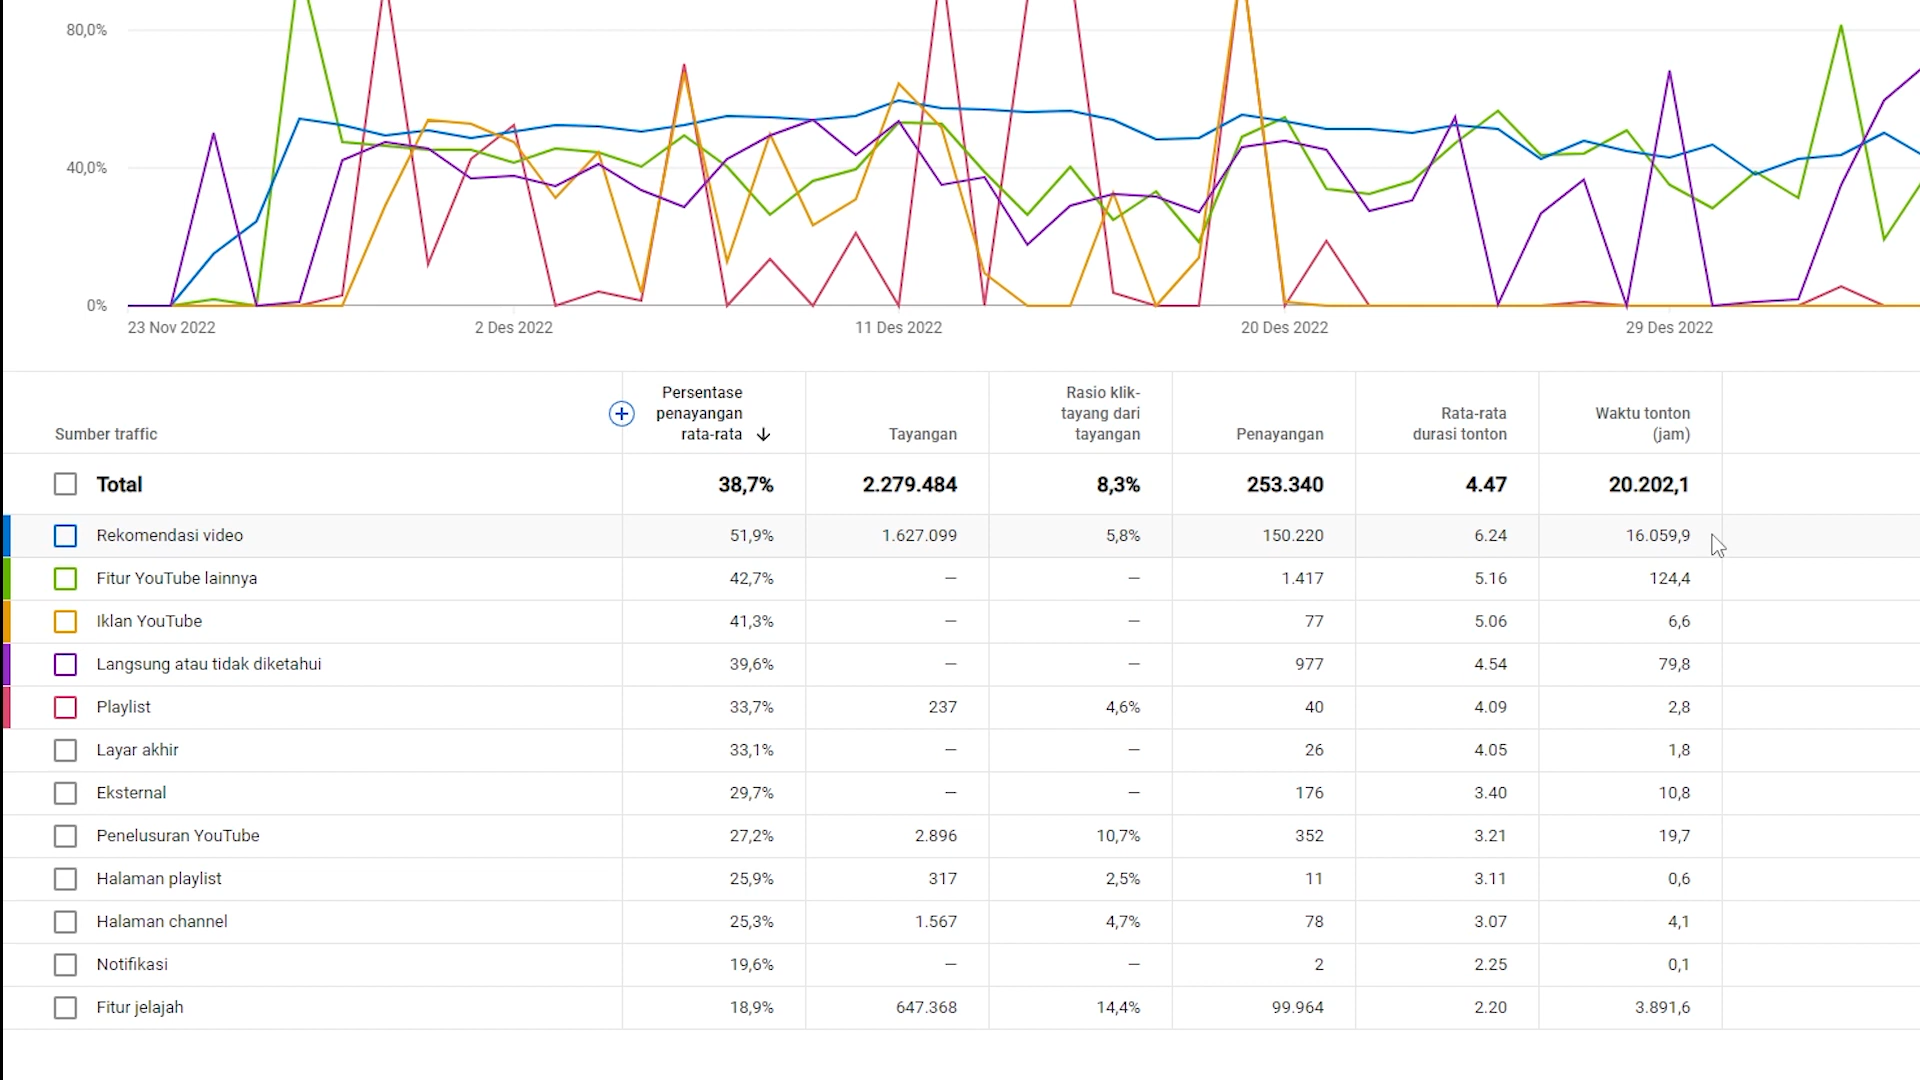 80,0%
40,0%
0%
23 Nov 2022
2 Des 2022
11 Des 2022
20 Des 2022
29 Des 2022
Sumber traffic
Persentase
penayangan
rata-rata
Tayangan
Rasio klik-
tayang dari
tayangan
Penayangan
Rata-rata
durasi tonton
Waktu tonton
(jam)
Total 38,7% 2.279.484 8,3% 253.340 4.47 20.202,1
Rekomendasi video 51,9% 1.627.099 5,8% 150.220 6.24 16.059,9
Fitur YouTube lainnya 42,7% — — 1.417 5.16 124,4
Iklan YouTube 41,3% — — 77 5.06 6,6
Langsung atau tidak diketahui 39,6% — — 977 4.54 79,8
Playlist 33,7% 237 4,6% 40 4.09 2,8
Layar akhir 33,1% — — 26 4.05 1,8
Eksternal 29,7% — — 176 3.40 10,8
Penelusuran YouTube 27,2% 2.896 10,7% 352 3.21 19,7
Halaman playlist 25,9% 317 2,5% 11 3.11 0,6
Halaman channel 25,3% 1.567 4,7% 78 3.07 4,1
Notifikasi 19,6% — — 2 2.25 0,1
Fitur jelajah 18,9% 647.368 14,4% 99.964 2.20 3.891,6